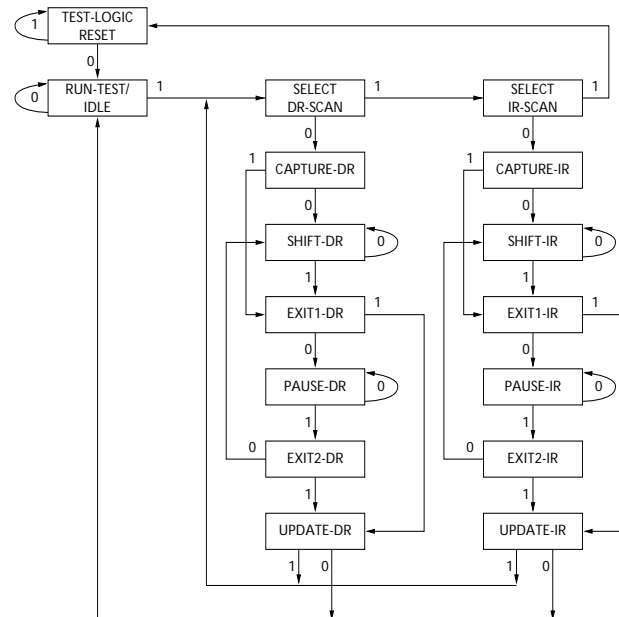 TEST-LOGIC
RESET
1
0
RUN-TEST/
IDLE
0
1
SELECT
DR-SCAN
1
SELECT
IR-SCAN
1
0
0
1
CAPTURE-DR
1
CAPTURE-IR
0
0
SHIFT-DR
0
SHIFT-IR
0
1
1
EXIT1-DR
1
EXIT1-IR
1
0
0
PAUSE-DR
0
PAUSE-IR
0
1
1
0
EXIT2-DR
0
EXIT2-IR
1
1
UPDATE-DR
UPDATE-IR
1
0
1
0